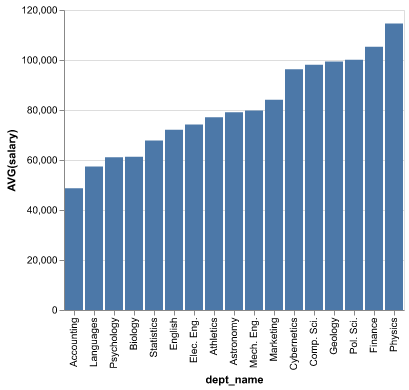 120,000
100,000
80,000
60,000
40,000
20,000
0
AVG(salary)
Accounting
Languages
Psychology
Biology
Statistics
English
Elec. Eng.
Athletics
Astronomy
Mech. Eng.
Marketing
Cybernetics
Comp. Sci.
Geology
Pol. Sci.
Finance
Physics
dept_name